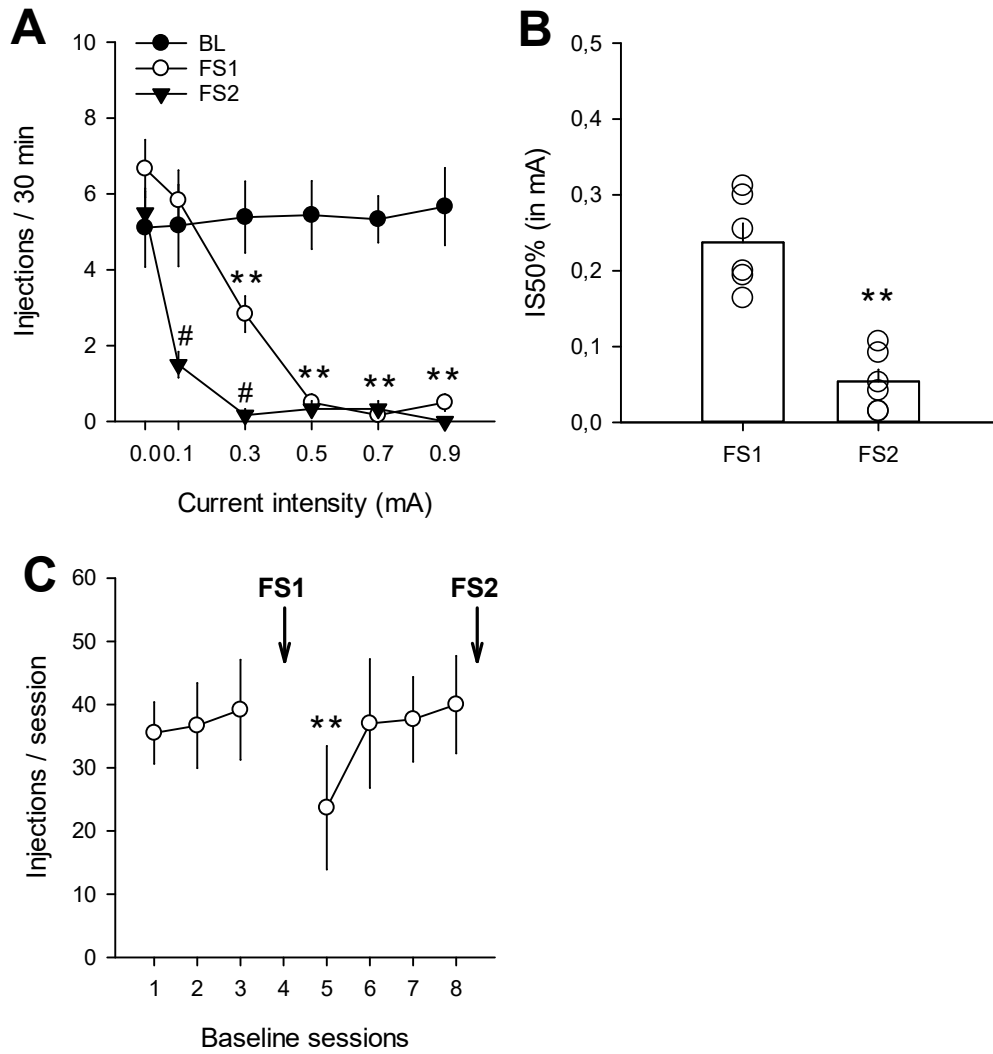 A
BL
FS1
FS2
Injections / 30 min
10
8
6
4
2
0
**
**
**
**
#
#
0.0 0.1 0.3 0.5 0.7 0.9
Current intensity (mA)
B
IS50% (in mA)
0,5
0,4
0,3
0,2
0,1
0,0
**
FS1 FS2
C
Injections / session
60
50
40
30
20
10
0
FS1
FS2
**
1 2 3 4 5 6 7 8
Baseline sessions